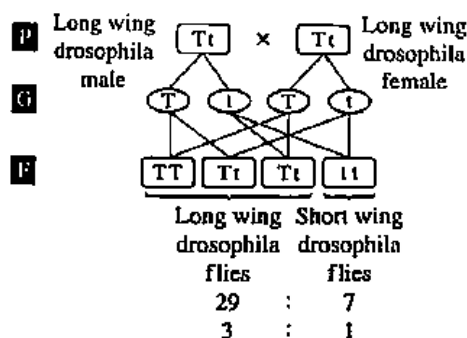 P Long wing drosophila male Tt × Tt Long wing drosophila female
G T t T t
F TT Tt Tt tt
Long wing Short wing
drosophila drosophila
flies flies
29 : 7
3 : 1